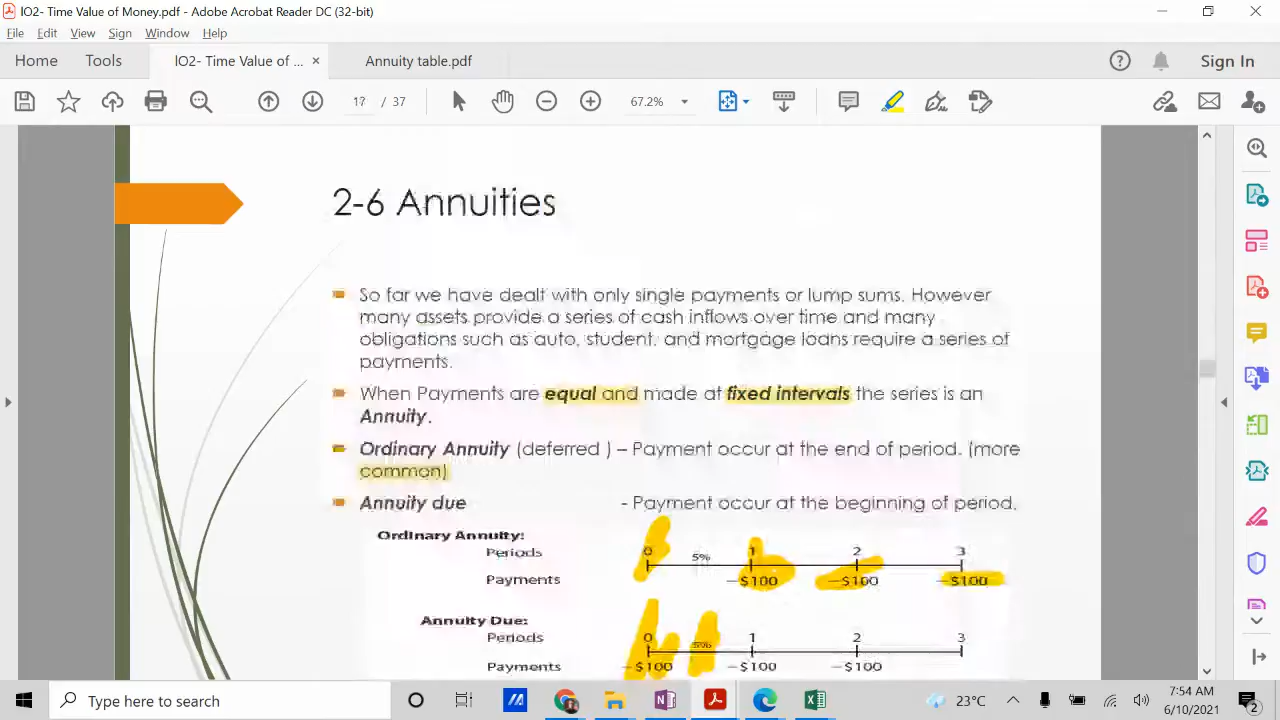 lO2- Time Value of Money.pdf - Adobe Acrobat Reader DC (32-bit)
File Edit View Sign Window Help
Home Tools lO2- Time Value of ... × Annuity table.pdf Sign In
17 / 37 67.2%
2-6 Annuities
So far we have dealt with only single payments or lump sums. However
many assets provide a series of cash inflows over time and many
obligations such as auto, student, and mortgage loans require a series of
payments.
When Payments are equal and made at fixed intervals the series is an
Annuity.
Ordinary Annuity (deferred ) – Payment occur at the end of period. (more
common)
Annuity due - Payment occur at the beginning of period.
Ordinary Annuity:
Periods 0 5% 1 2 3
Payments −$100 −$100 −$100
Annuity Due:
Periods 0 5% 1 2 3
Payments −$100 −$100 −$100
Type here to search
23°C
7:54 AM
6/10/2021
2